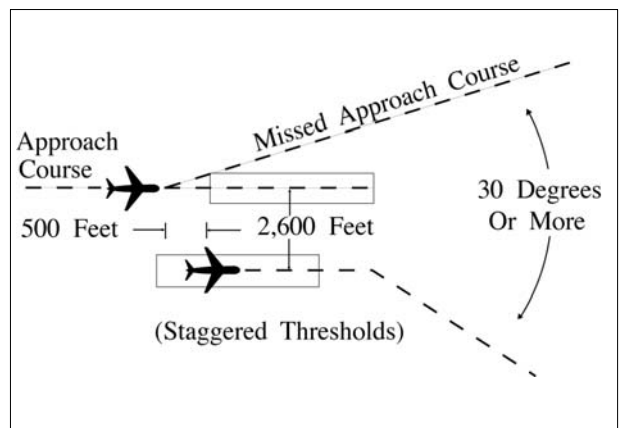 Missed Approach Course
Approach
Course
30 Degrees
Or More
500 Feet
2,600 Feet
(Staggered Thresholds)